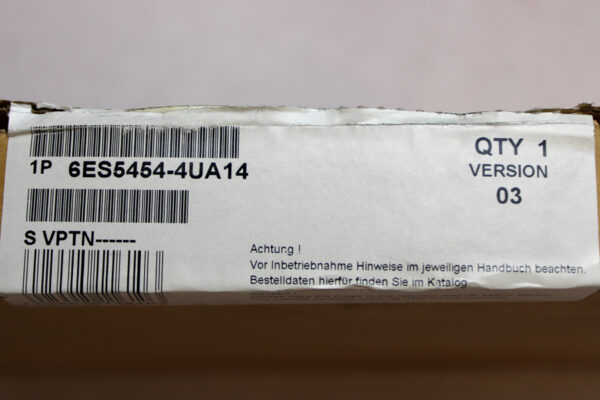 1P 6ES5454-4UA14
QTY 1
VERSION
03
S VPTN------
Achtung !
Vor Inbetriebnahme Hinweise im jeweiligen Handbuch beachten.
Bestelldaten hierfür finden Sie im Katalog